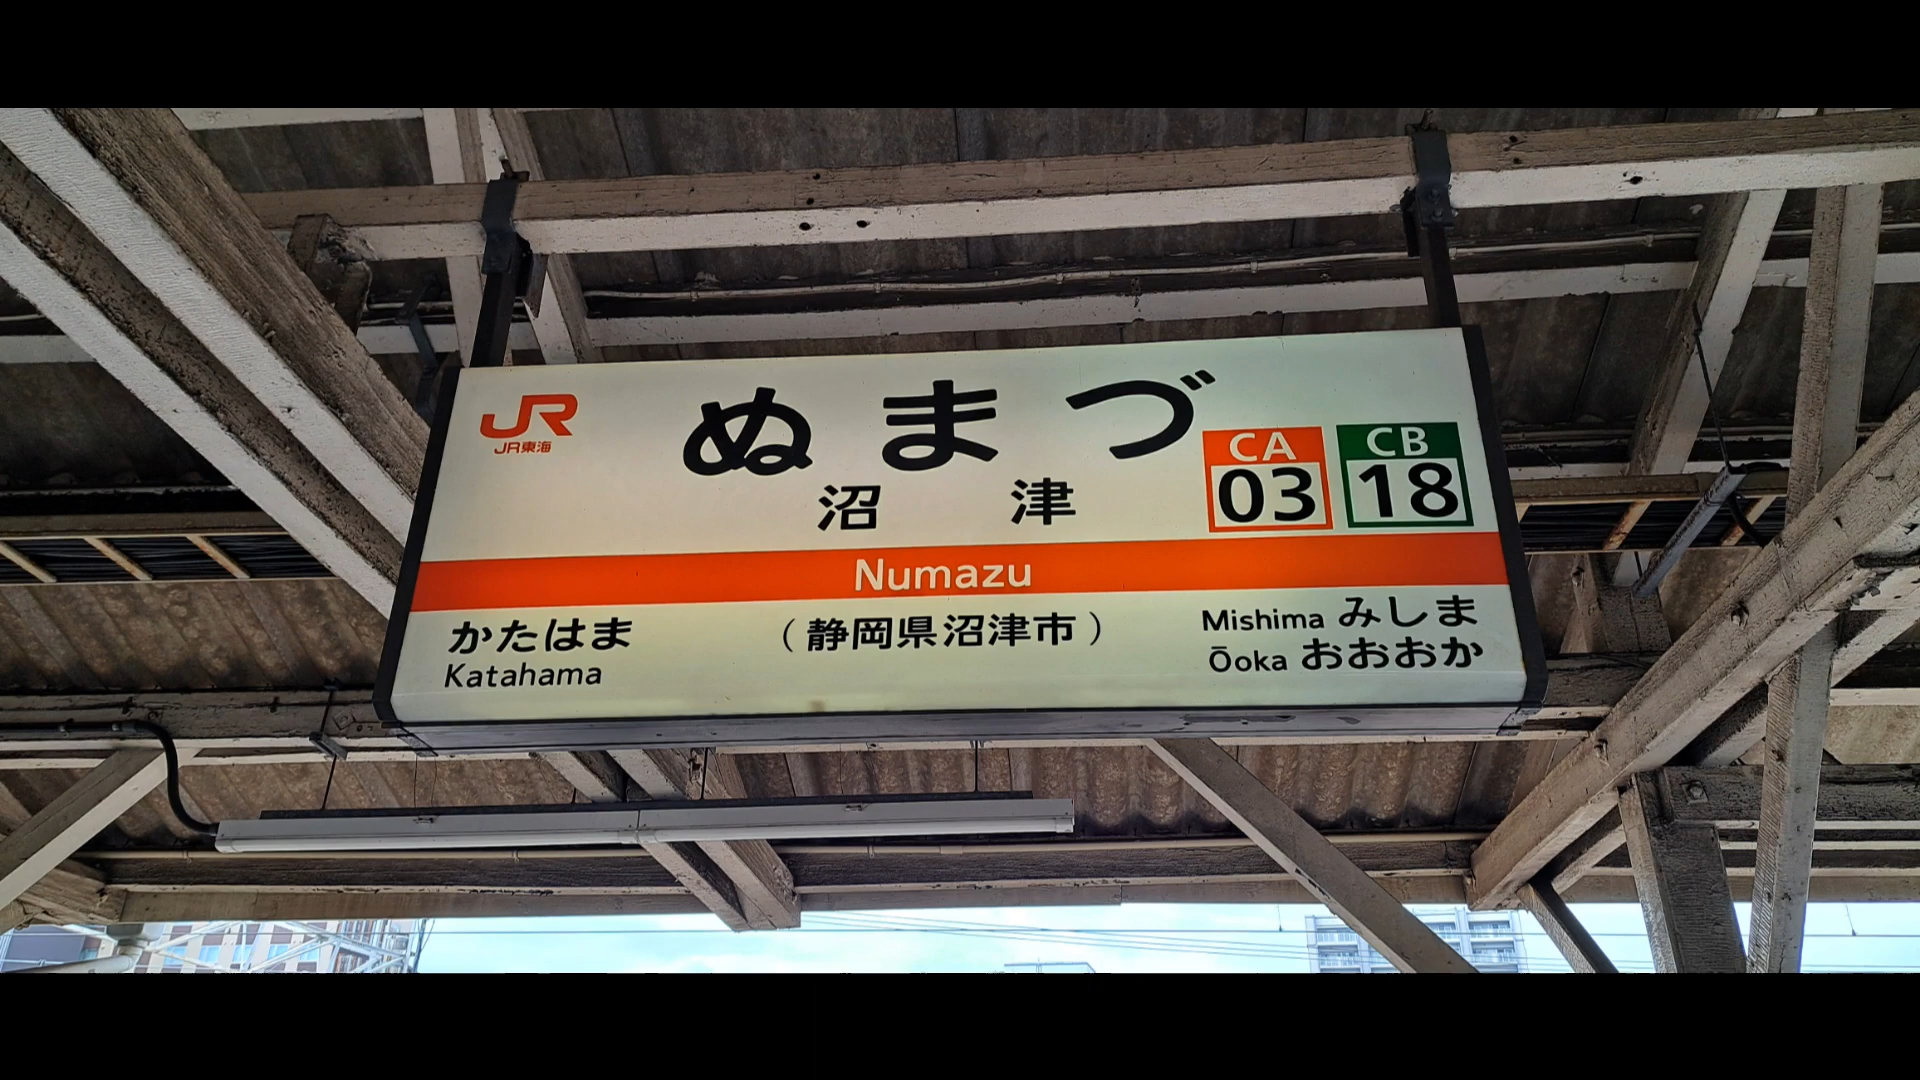 JR
JR東海
ぬまづ
沼津
CA
03
CB
18
Numazu
かたはま
Katahama
（静岡県沼津市）
Mishima みしま
Ōoka おおおか